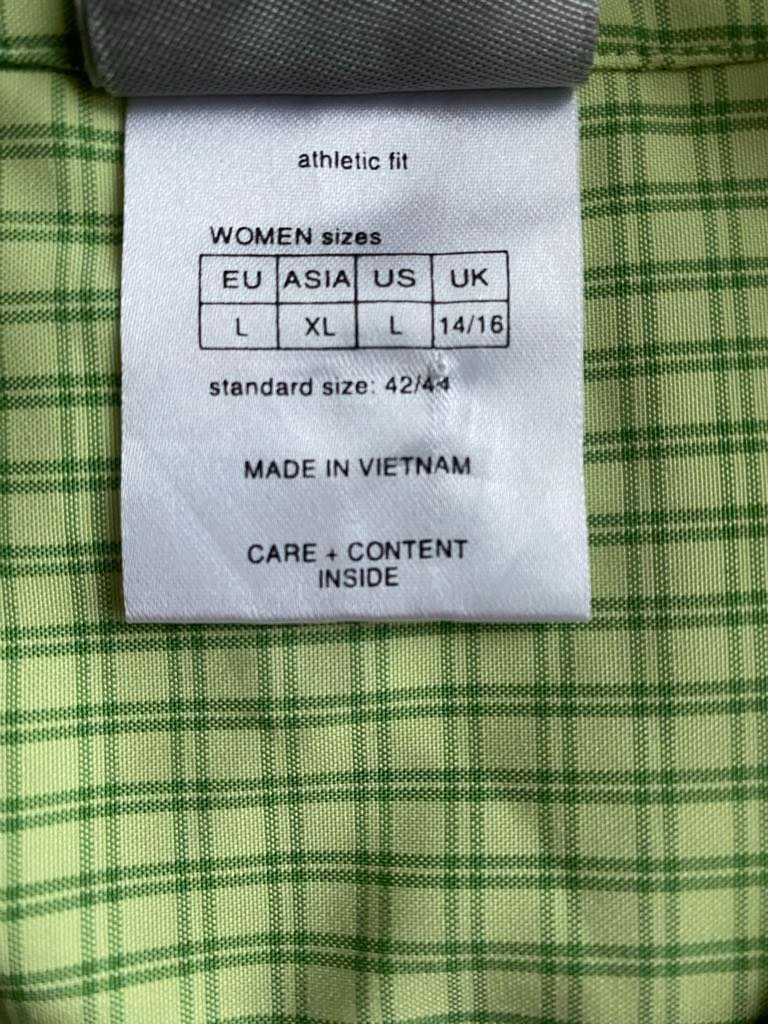 athletic fit
WOMEN sizes
EU ASIA US UK
L XL L 14/16
standard size: 42/44
MADE IN VIETNAM
CARE + CONTENT
INSIDE